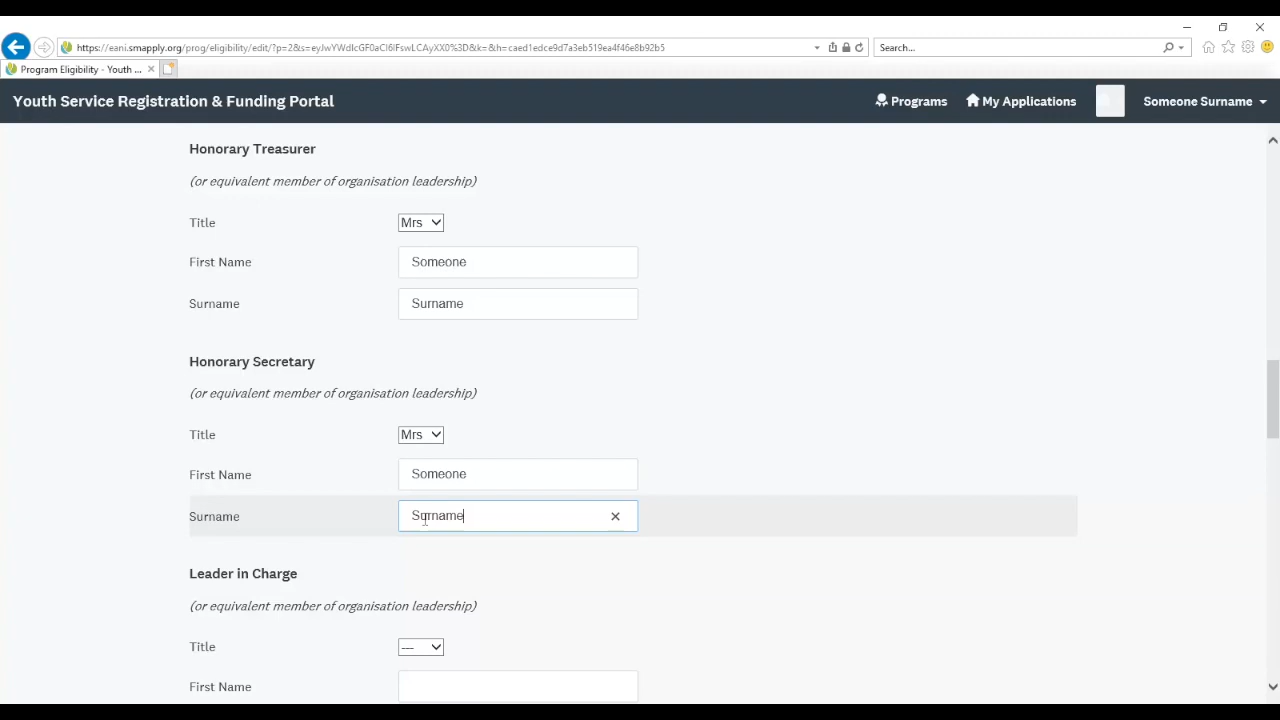 https://eani.smapply.org/prog/eligibility/edit/?p=2&s=eyJwYWdlcGF0aCI6IFswLCAyXX0%3D&k=&h=caed1edce9d7a3eb519ea4f46e8b92b5
Search...
Program Eligibility - Youth ...
Youth Service Registration & Funding Portal
Programs
My Applications
Someone Surname
Honorary Treasurer
(or equivalent member of organisation leadership)
Title
Mrs
First Name
Someone
Surname
Surname
Honorary Secretary
(or equivalent member of organisation leadership)
Title
Mrs
First Name
Someone
Surname
Surname
Leader in Charge
(or equivalent member of organisation leadership)
Title
---
First Name